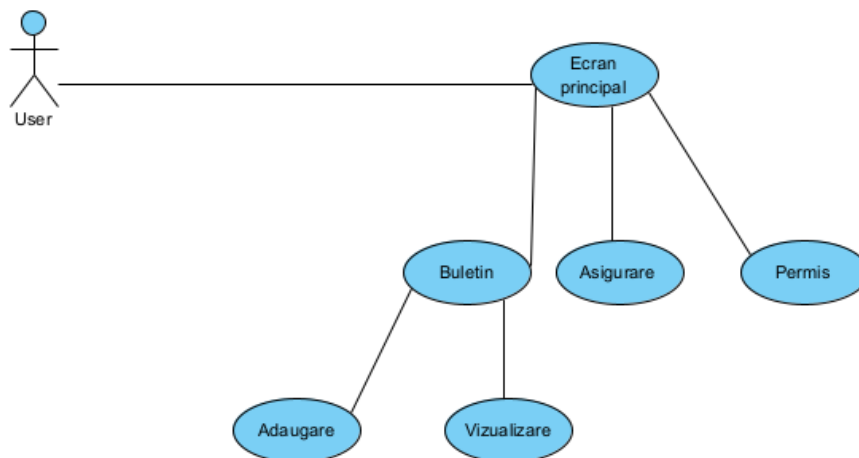 Ecran
principal
User
Buletin
Asigurare
Permis
Adaugare
Vizualizare